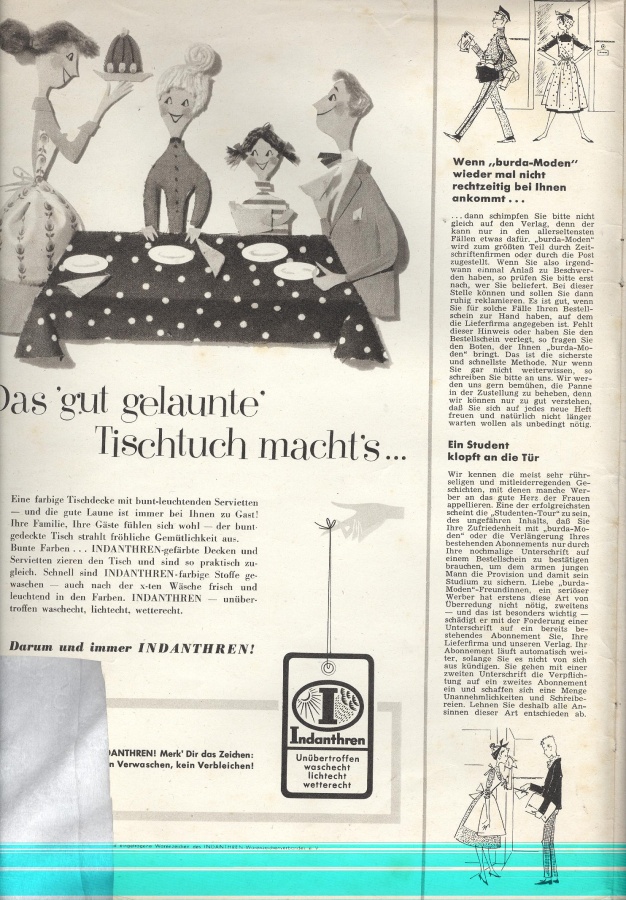 Das 'gut gelaunte'
Tischtuch macht's...
Eine farbige Tischdecke mit bunt-leuchtenden Servietten
— und die gute Laune ist immer bei Ihnen zu Gast!
Ihre Familie, Ihre Gäste fühlen sich wohl — der bunt-
gedeckte Tisch strahlt fröhliche Gemütlichkeit aus.
Bunte Farben ... INDANTHREN-gefärbte Decken und
Servietten zieren den Tisch und sind so praktisch zu-
gleich. Schnell sind INDANTHREN-farbige Stoffe ge-
waschen — auch nach der x-ten Wäsche frisch und
leuchtend in den Farben. INDANTHREN — unüber-
troffen waschecht, lichtecht, wetterecht.
Darum und immer INDANTHREN!
DANTHREN! Merk' Dir das Zeichen:
n Verwaschen, kein Verbleichen!
I
Indanthren
Unübertroffen
waschecht
lichtecht
wetterecht
Wenn „burda-Moden"
wieder mal nicht
rechtzeitig bei Ihnen
ankommt ...
... dann schimpfen Sie bitte nicht
gleich auf den Verlag, denn der
kann nur in den allerseltensten
Fällen etwas dafür. „burda-Moden"
wird zum größten Teil durch Zeit-
schriftenfirmen oder durch die Post
zugestellt. Wenn Sie also irgend-
wann einmal Anlaß zu Beschwer-
den haben, so prüfen Sie bitte erst
nach, wer Sie beliefert. Bei dieser
Stelle können und sollen Sie dann
ruhig reklamieren. Es ist gut, wenn
Sie für solche Fälle Ihren Bestell-
schein zur Hand haben, auf dem
die Lieferfirma angegeben ist. Fehlt
dieser Hinweis oder haben Sie den
Bestellschein verlegt, so fragen Sie
den Boten, der Ihnen „burda-Mo-
den" bringt. Das ist die sicherste
und schnellste Methode. Nur wenn
Sie gar nicht weiterwissen, so
schreiben Sie bitte an uns. Wir wer-
den uns gern bemühen, die Panne
in der Zustellung zu beheben, denn
wir können nur zu gut verstehen,
daß Sie sich auf jedes neue Heft
freuen und natürlich nicht länger
warten wollen als unbedingt nötig.
Ein Student
klopft an die Tür
Wir kennen die meist sehr rühr-
seligen und mitleiderregenden Ge-
schichten, mit denen manche Wer-
ber an das gute Herz der Frauen
appellieren. Eine der erfolgreichsten
scheint die „Studenten-Tour" zu sein,
des ungefähren Inhalts, daß Sie
Ihre Zufriedenheit mit „burda-Mo-
den" oder die Verlängerung Ihres
bestehenden Abonnements nur durch
Ihre nochmalige Unterschrift auf
einem Bestellschein zu bestätigen
brauchen, um dem armen jungen
Mann die Provision und damit sein
Studium zu sichern. Liebe „burda-
Moden"-Freundinnen, ein seriöser
Werber hat erstens diese Art von
Überredung nicht nötig, zweitens
— und das ist besonders wichtig —
schädigt er mit der Forderung einer
Unterschrift auf ein bereits be-
stehendes Abonnement Sie, Ihre
Lieferfirma und unseren Verlag. Ihr
Abonnement läuft automatisch wei-
ter, solange Sie es nicht von sich
aus kündigen. Sie gehen mit einer
zweiten Unterschrift die Verpflich-
tung auf ein zweites Abonnement
ein und schaffen sich eine Menge
Unannehmlichkeiten und Schreibe-
reien. Lehnen Sie deshalb alle An-
sinnen dieser Art entschieden ab.